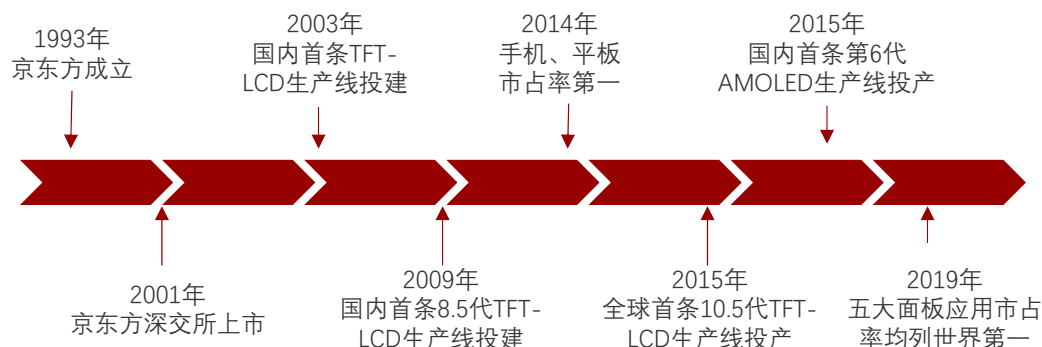 1993年
京东方成立
2003年
国内首条TFT-
LCD生产线投建
2014年
手机、平板
市占率第一
2015年
国内首条第6代
AMOLED生产线投产
2001年
京东方深交所上市
2009年
国内首条8.5代TFT-
LCD生产线投建
2015年
全球首条10.5代TFT-
LCD生产线投产
2019年
五大面板应用市占
率均列世界第一